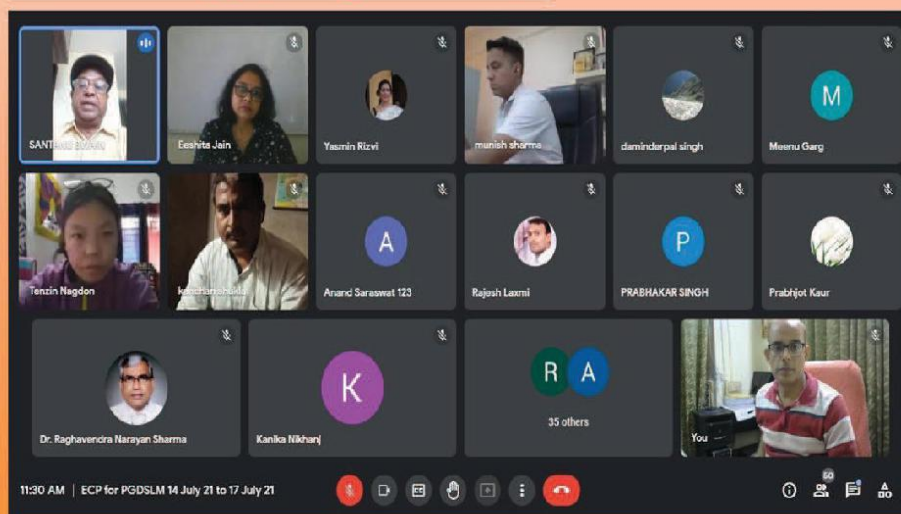 SANTANU SWAIN
Eeshita Jain
Yasmin Rizvi
munish sharma
daminderpal singh
M
Meenu Garg
Tenzin Nagdon
A
Anand Saraswat 123
Rajesh Laxmi
P
PRABHAKAR SINGH
Prabhjot Kaur
Dr. Raghavendra Narayan Sharma
K
Kanika Nikhanj
R A
35 others
You
11:30 AM | ECP for PGDSLM 14 July 21 to 17 July 21
50